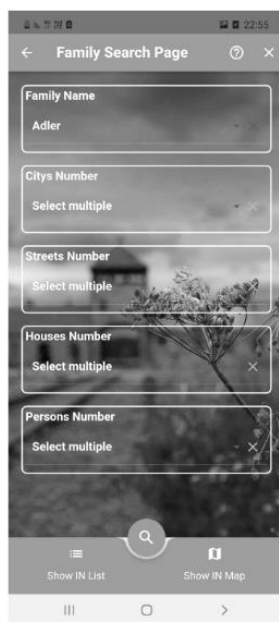 22:55
Family Search Page
Family Name
Adler
Citys Number
Select multiple
Streets Number
Select multiple
Houses Number
Select multiple
Persons Number
Select multiple
Show IN List
Show IN Map